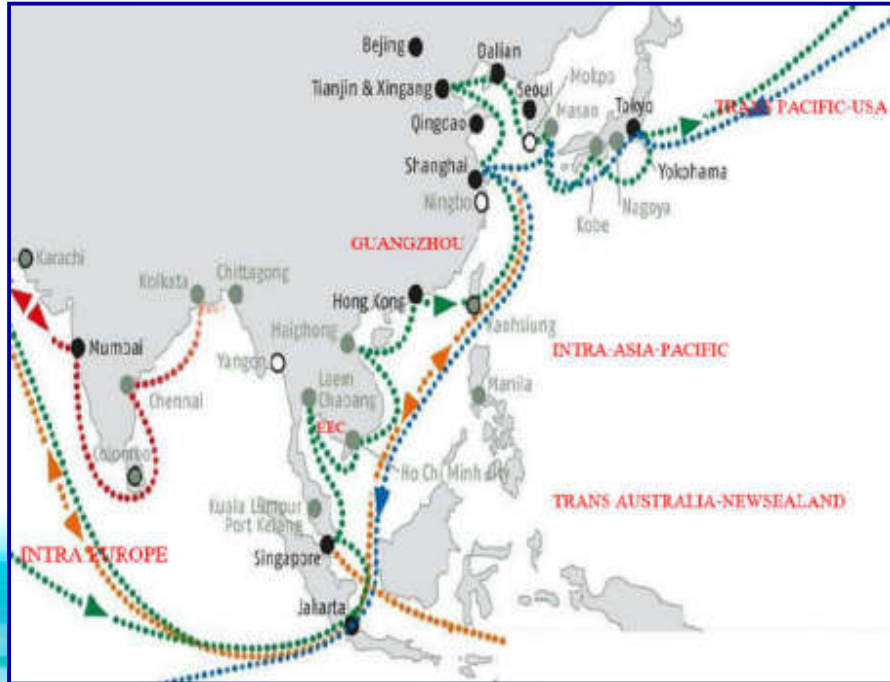 Bejing
Dalian
Mokpo
Tianjin & Xingang
Seoul
Masan
Tokyo
TRANS PACIFIC-USA
Qingdao
Shanghai
Yokohama
Ningbo
Nagoya
Kobe
GUANGZHOU
Karachi
Kolkata
Chittagong
Hong Kong
Kaohsiung
Haiphong
Mumbai
INTRA-ASIA-PACIFIC
Yangon
Laem
Chabang
Manila
Chennai
EEC
Colombo
Ho Chi Minh city
Kuala Lumpur
Port Kelang
TRANS AUSTRALIA-NEWSEALAND
INTRA EUROPE
Singapore
Jakarta